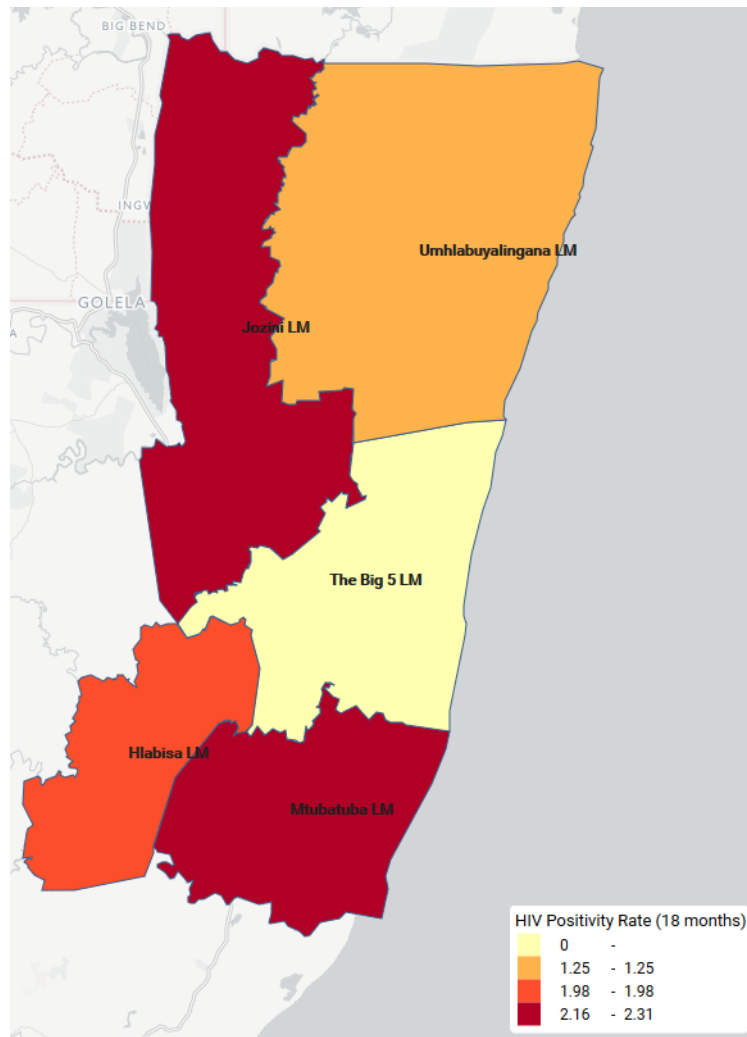 BIG BEND
INGW
Umhlabuyalingana LM
GOLELA
Jozini LM
The Big 5 LM
Hlabisa LM
Mtubatuba LM
HIV Positivity Rate (18 months)
0 -
1.25 - 1.25
1.98 - 1.98
2.16 - 2.31